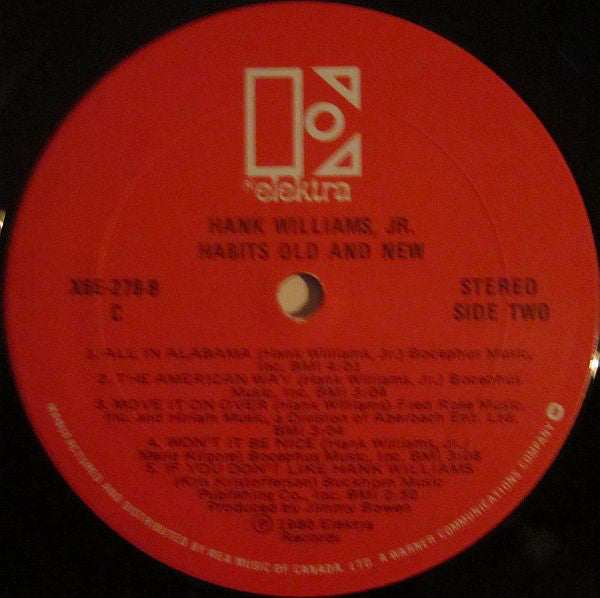 elektra
HANK WILLIAMS, JR.
HABITS OLD AND NEW
X6E-278-B
C
STEREO
SIDE TWO
1. ALL IN ALABAMA (Hank Williams, Jr.) Bocephus Music,
Inc. BMI 4:01
2. THE AMERICAN WAY (Hank Williams, Jr.) Bocephus
Music, Inc. BMI 3:04
3. MOVE IT ON OVER (Hank Williams) Fred Rose Music,
Inc. and Hiriam Music, a Division of Aberbach Ent. Ltd.
BMI 3:04
4. WON'T IT BE NICE (Hank Williams, Jr./
Merle Kilgore) Bocephus Music, Inc. BMI 3:08
5. IF YOU DON'T LIKE HANK WILLIAMS
(Kris Kristofferson) Buckhorn Music
Publishing Co., Inc. BMI 2:50
Produced by Jimmy Bowen
℗ 1980 Elektra
Records
MANUFACTURED AND DISTRIBUTED BY WEA MUSIC OF CANADA, LTD. A WARNER COMMUNICATIONS COMPANY